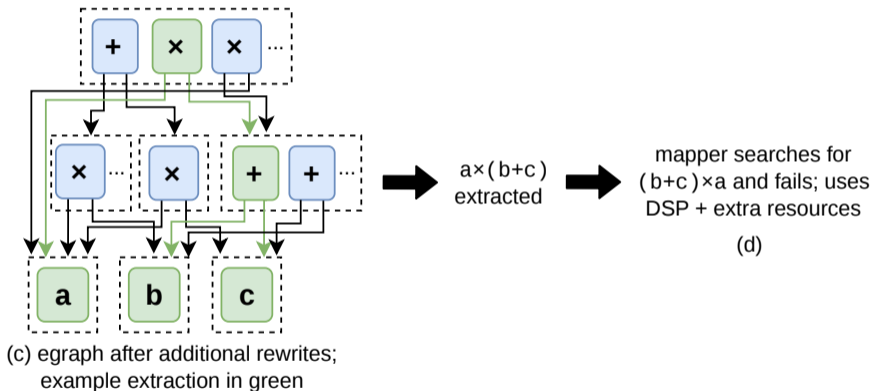 + × × ...
× ... × + + ...
a b c
(c) egraph after additional rewrites;
example extraction in green
a×(b+c)
extracted
mapper searches for
(b+c)×a and fails; uses
DSP + extra resources
(d)